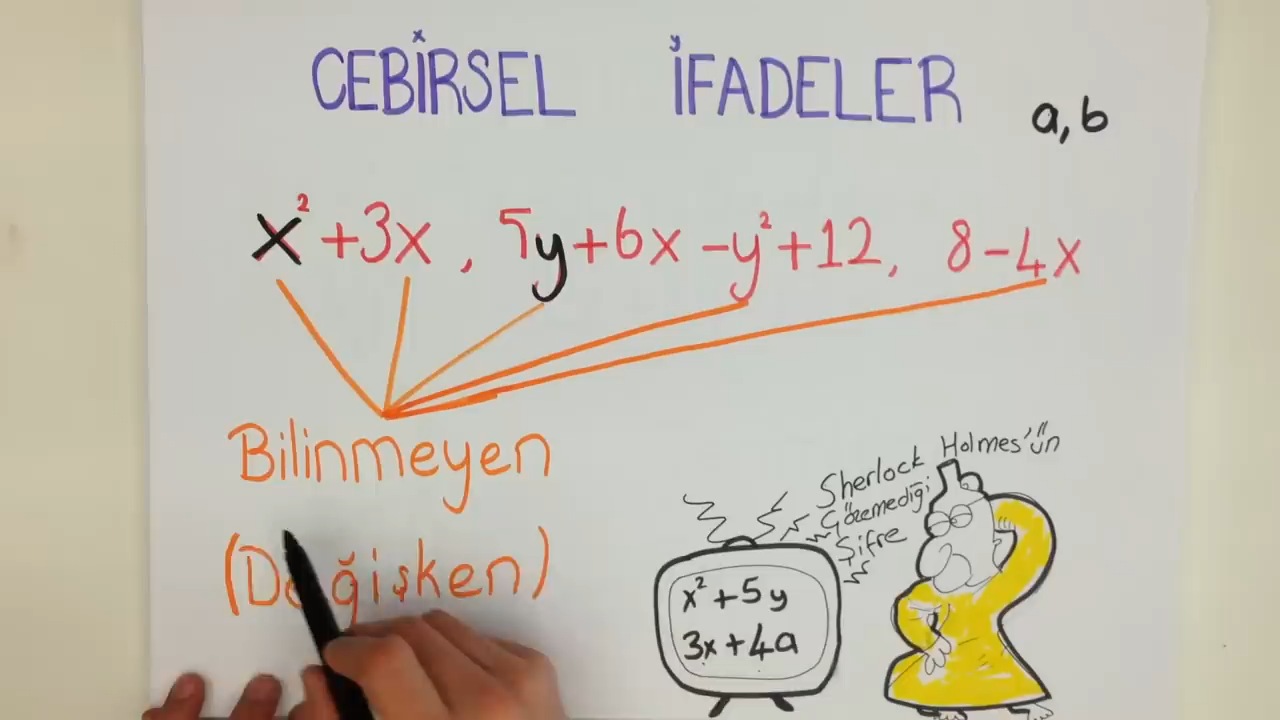 CEBİRSEL İFADELER
x y
a, b
x² + 3x , 5y + 6x - y² + 12 , 8 - 4x
Bilinmeyen
(Değişken)
Sherlock Holmes'ün
Çözemediği
Şifre
x² + 5y
3x + 4a